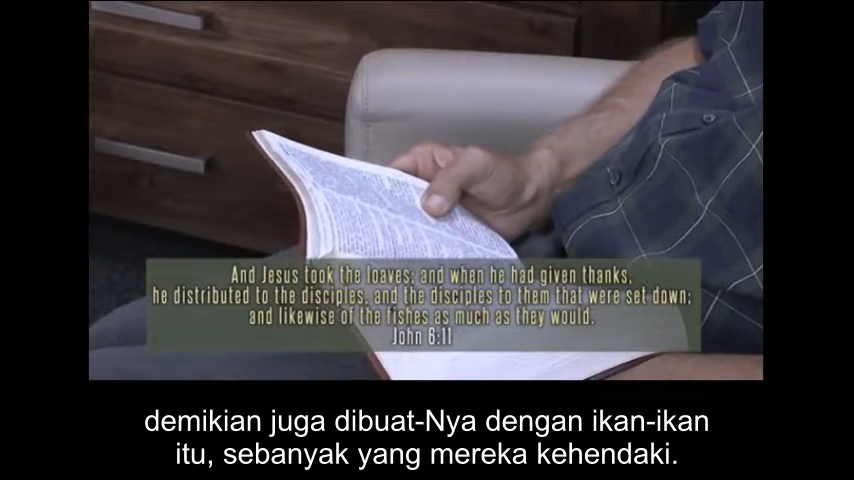 And Jesus took the loaves; and when he had given thanks,
he distributed to the disciples, and the disciples to them that were set down;
and likewise of the fishes as much as they would.
John 6:11
demikian juga dibuat-Nya dengan ikan-ikan
itu, sebanyak yang mereka kehendaki.